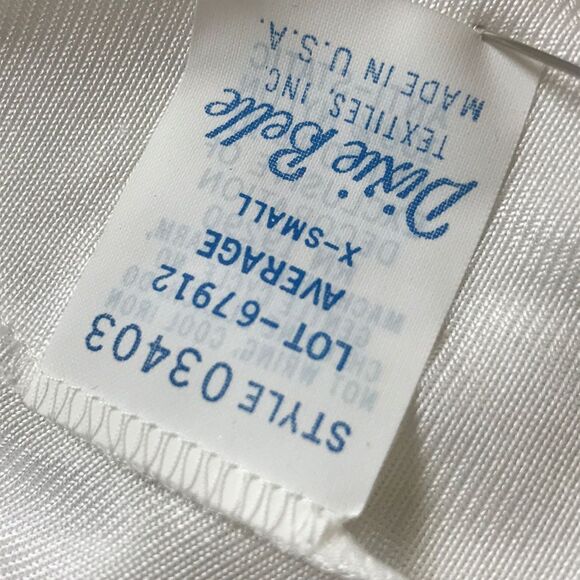 STYLE 03403
LOT-67912
AVERAGE
X-SMALL
Dixie Belle
TEXTILES, INC.
MADE IN U.S.A.